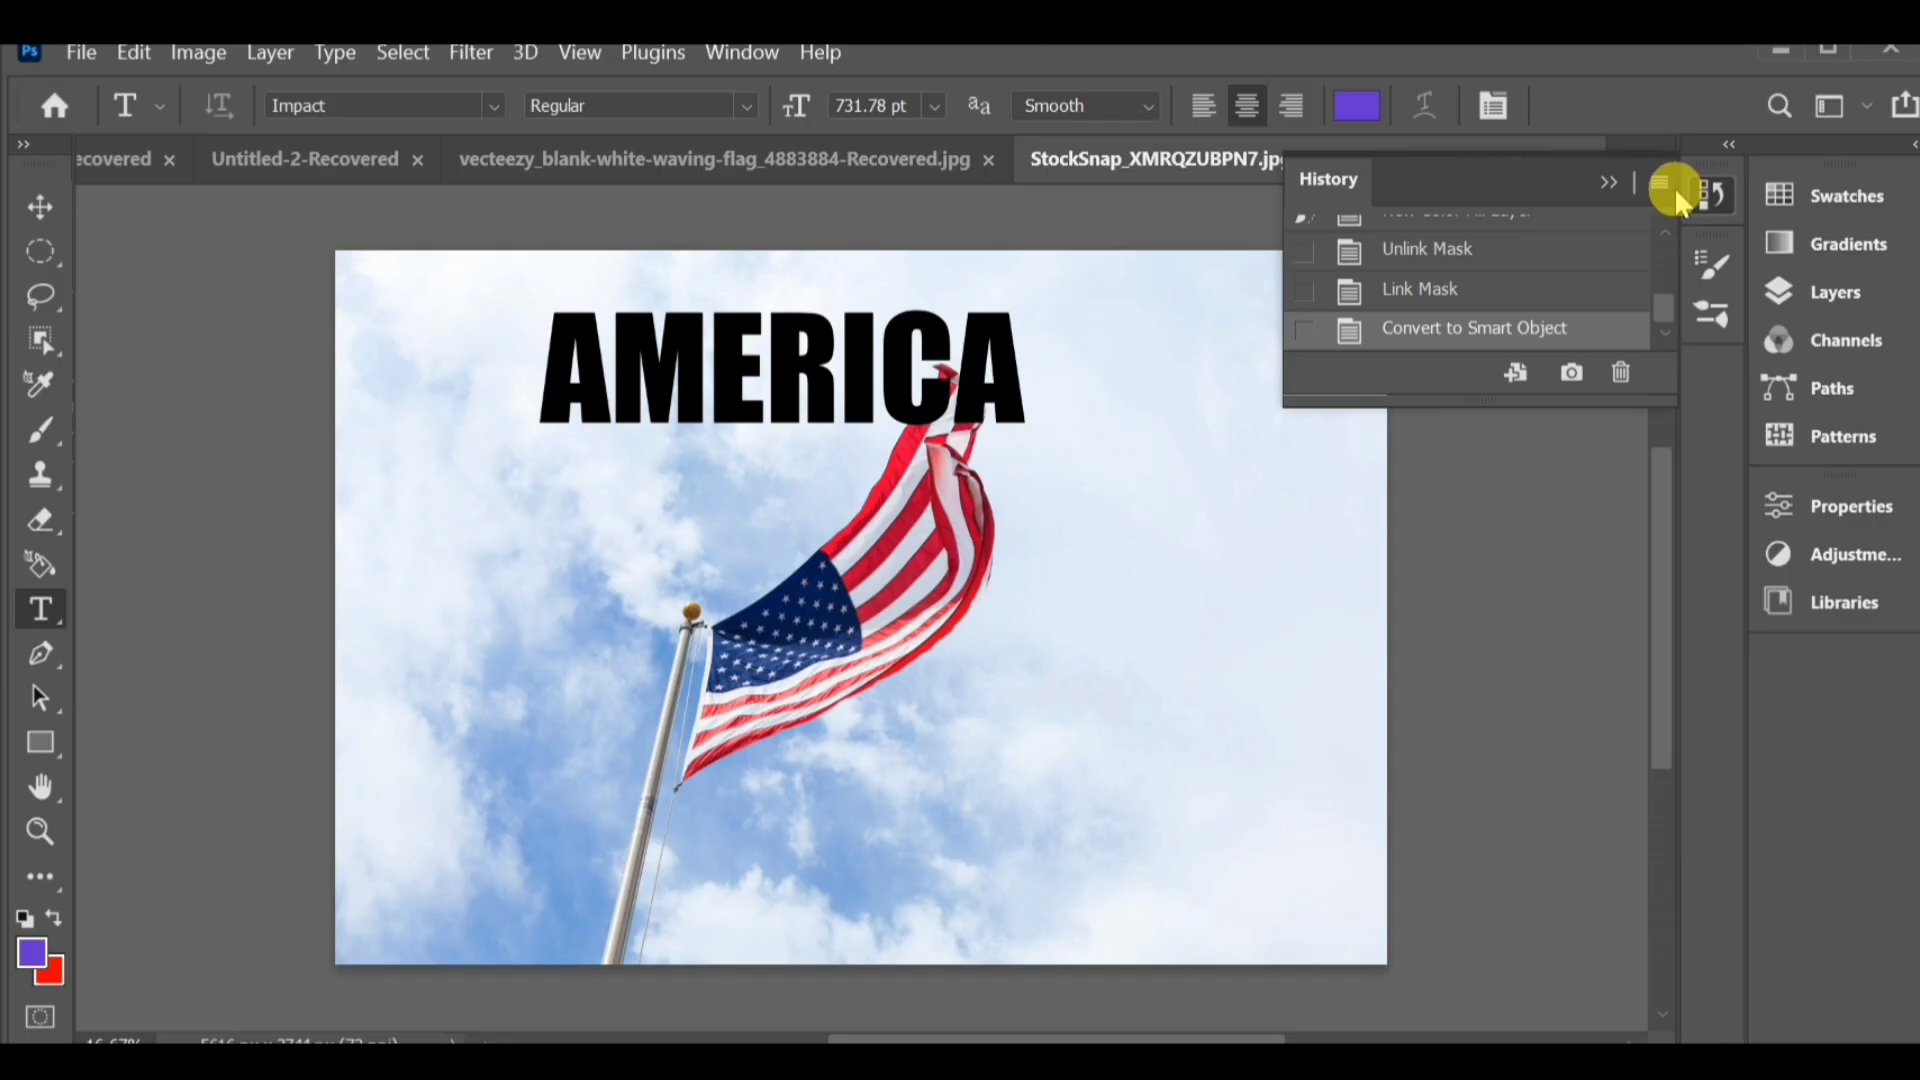 Ps File Edit Image Layer Type Select Filter 3D View Plugins Window Help
T Impact Regular 731.78 pt Smooth
ecovered × Untitled-2-Recovered × vecteezy_blank-white-waving-flag_4883884-Recovered.jpg × StockSnap_XMRQZUBPN7.jp
History
Unlink Mask
Link Mask
Convert to Smart Object
Swatches
Gradients
Layers
Channels
Paths
Patterns
Properties
Adjustme...
Libraries
AMERICA